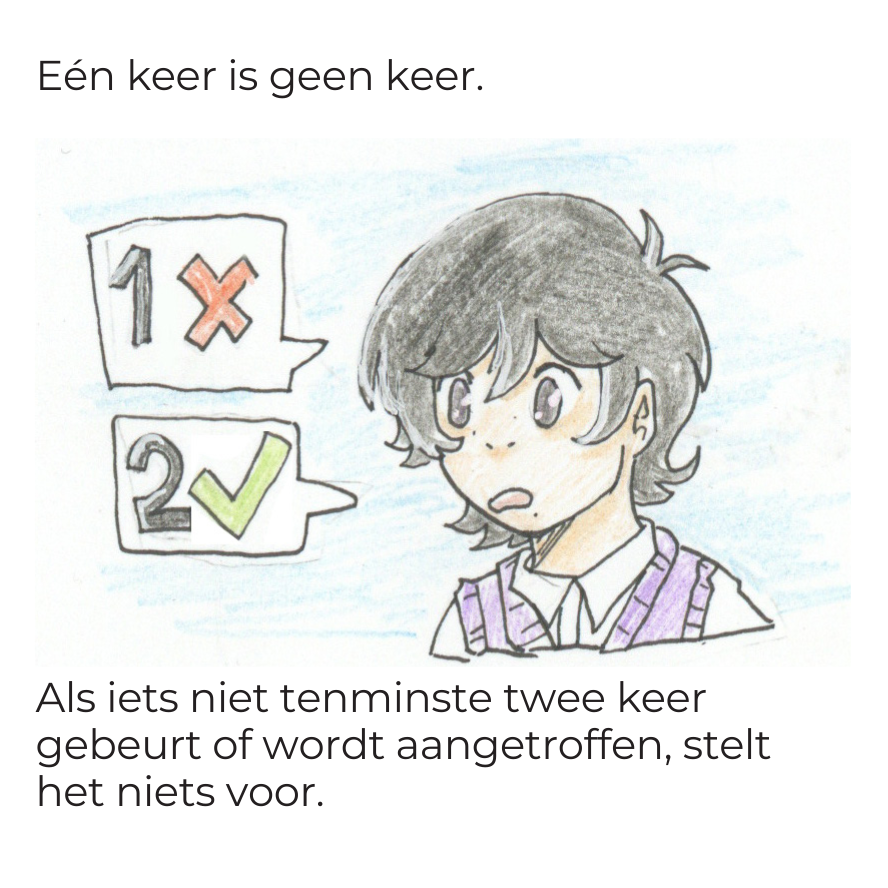 Eén keer is geen keer.
1
2
Als iets niet tenminste twee keer
gebeurt of wordt aangetroffen, stelt
het niets voor.